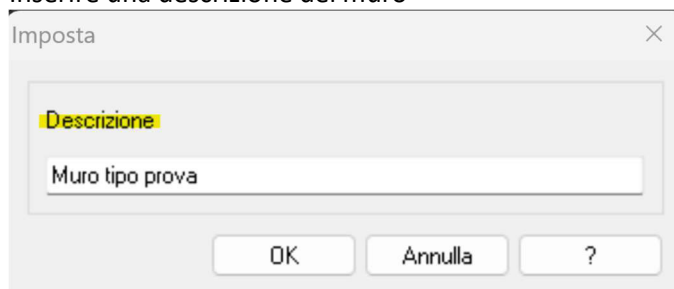 Inserire una descrizione del muro
Imposta
Descrizione
Muro tipo prova
OK
Annulla
?